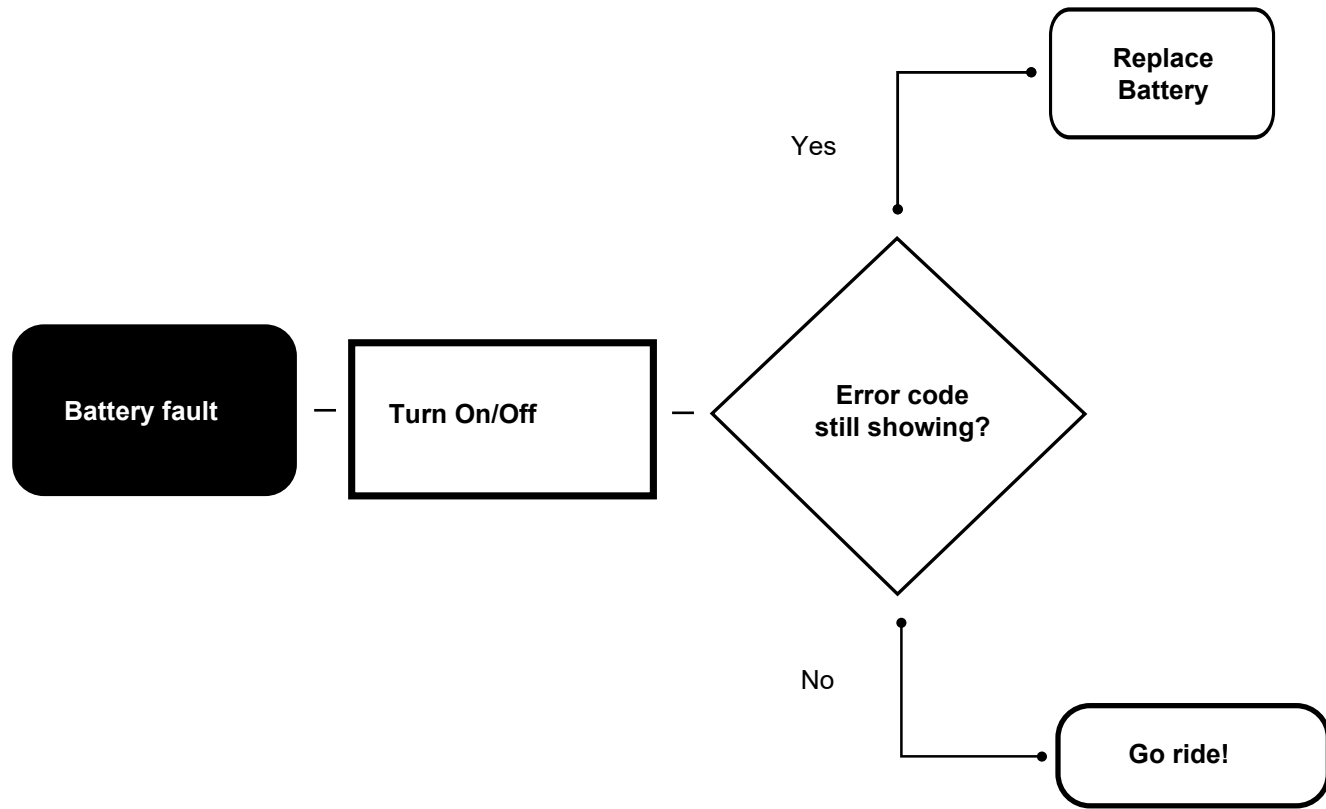 Replace
Battery
Yes
Battery fault
Turn On/Off
Error code
still showing?
No
Go ride!